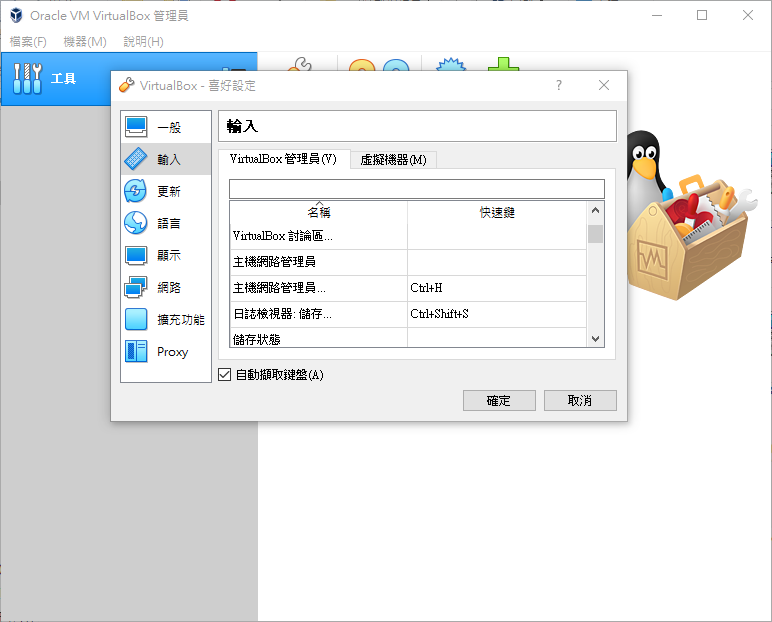 Oracle VM VirtualBox 管理員
檔案(F) 機器(M) 說明(H)
工具
VirtualBox - 喜好設定
?
一般
輸入
更新
語言
顯示
網路
擴充功能
Proxy
輸入
VirtualBox 管理員(V) 虛擬機器(M)
名稱 快速鍵
VirtualBox 討論區...
主機網路管理員
主機網路管理員... Ctrl+H
日誌檢視器: 儲存... Ctrl+Shift+S
儲存狀態
自動擷取鍵盤(A)
確定 取消